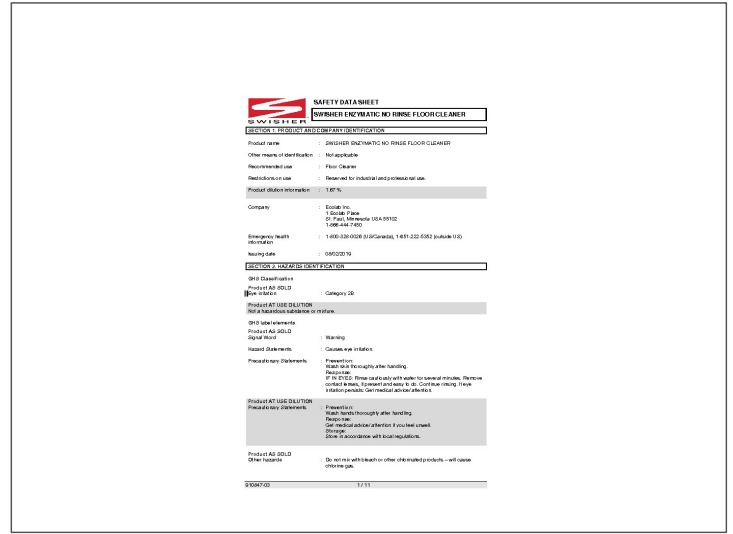 SWISHER
SAFETY DATA SHEET
SWISHER ENZYMATIC NO RINSE FLOOR CLEANER
SECTION 1. PRODUCT AND COMPANY IDENTIFICATION
Product name : SWISHER ENZYMATIC NO RINSE FLOOR CLEANER
Other means of identification : Not applicable
Recommended use : Floor Cleaner
Restrictions on use : Reserved for industrial and professional use.
Product dilution information : 1.67 %
Company : Ecolab Inc.
1 Ecolab Place
St. Paul, Minnesota USA 55102
1-866-444-7450
Emergency health : 1-800-328-0026 (US/Canada), 1-651-222-5352 (outside US)
information
Issuing date : 08/02/2019
SECTION 2. HAZARDS IDENTIFICATION
GHS Classification
Product AS SOLD
Eye irritation : Category 2B
Product AT USE DILUTION
Not a hazardous substance or mixture.
GHS label elements
Product AS SOLD
Signal Word : Warning
Hazard Statements : Causes eye irritation.
Precautionary Statements : Prevention:
Wash skin thoroughly after handling.
Response:
IF IN EYES: Rinse cautiously with water for several minutes. Remove
contact lenses, if present and easy to do. Continue rinsing. If eye
irritation persists: Get medical advice/ attention.
Product AT USE DILUTION
Precautionary Statements : Prevention:
Wash hands thoroughly after handling.
Response:
Get medical advice/ attention if you feel unwell.
Storage:
Store in accordance with local regulations.
Product AS SOLD
Other hazards : Do not mix with bleach or other chlorinated products – will cause
chlorine gas.
910847-03 1 / 11